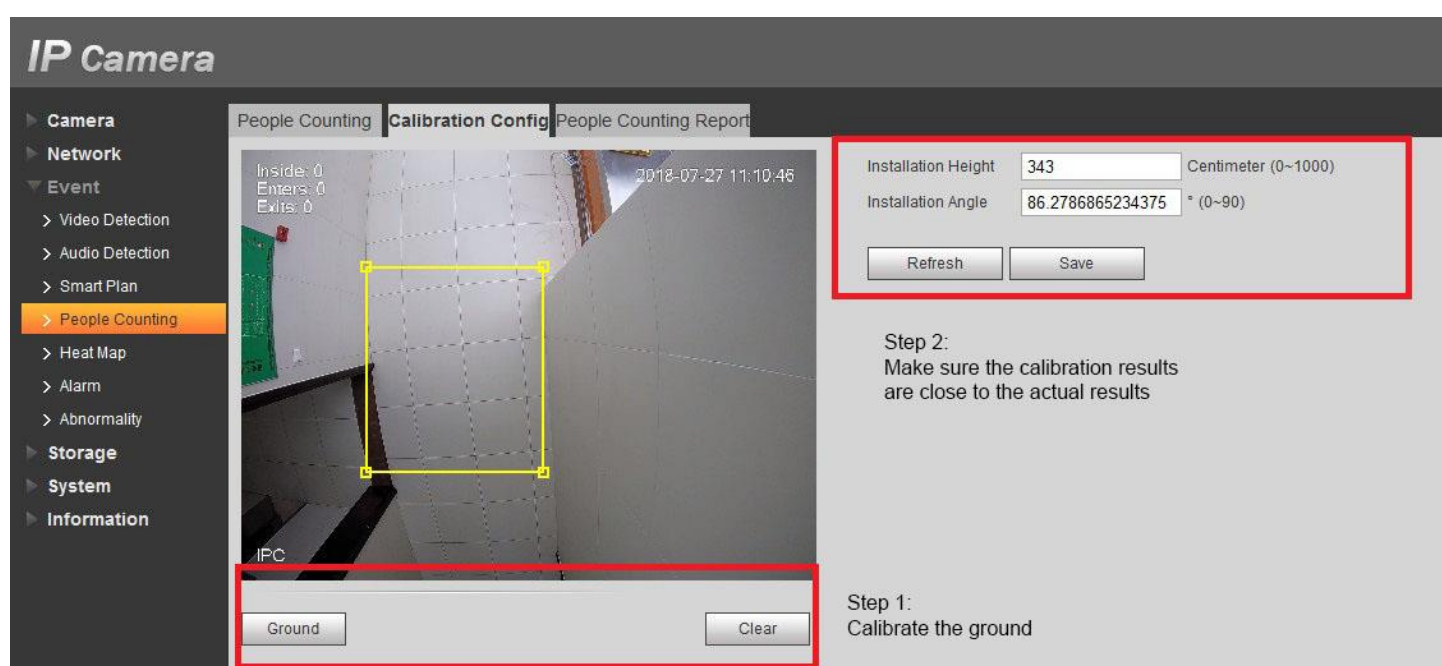 IP Camera
Camera
Network
Event
Video Detection
Audio Detection
Smart Plan
People Counting
Heat Map
Alarm
Abnormality
Storage
System
Information
People Counting Calibration Config People Counting Report
Inside: 0
Enters: 0
Exits: 0
2018-07-27 11:10:46
IPC
Ground Clear
Installation Height 343 Centimeter (0~1000)
Installation Angle 86.2786865234375 ° (0~90)
Refresh Save
Step 2:
Make sure the calibration results
are close to the actual results
Step 1:
Calibrate the ground